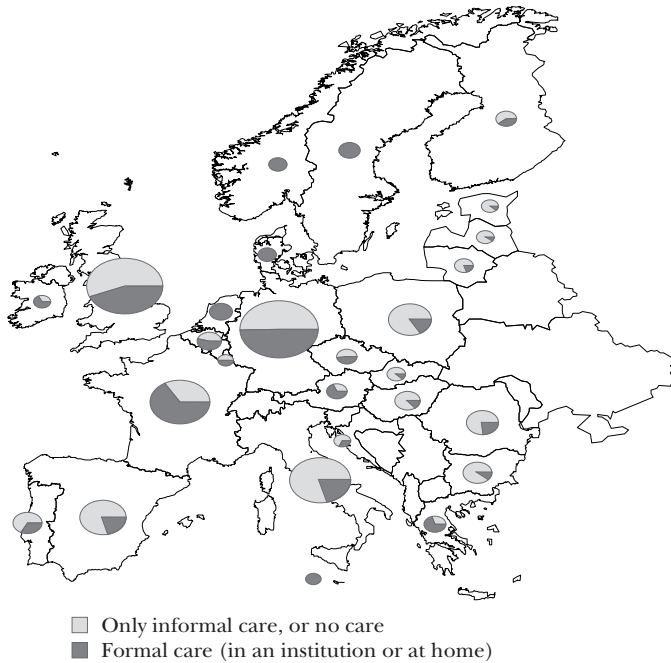 Only informal care, or no care
Formal care (in an institution or at home)